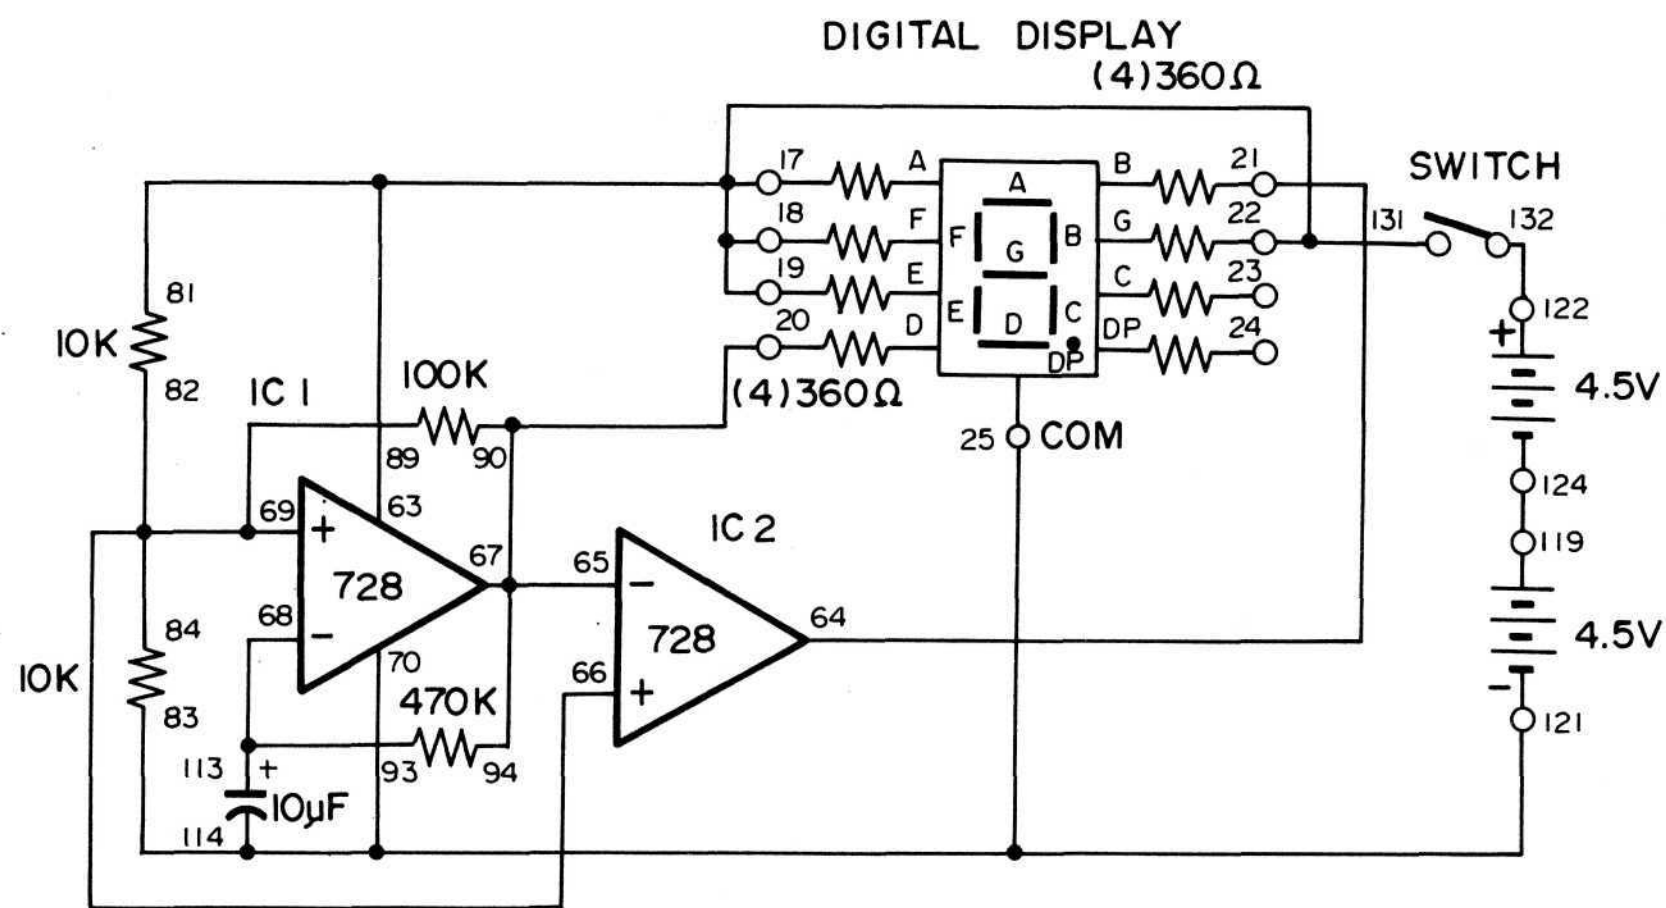 DIGITAL DISPLAY
(4)360Ω
17 A B 21
SWITCH
A
18 F F B G 22 131 132
G
19 E C 23
81 E D C 122
20 D DP 24
DP
+
10K
82 IC 1 100K (4)360Ω 4.5V
25 COM
89 90
124
69 + 63
IC 2
67 65 − 119
728
68 − 64
84 728
70 66 + 4.5V
10K
470K −
83 121
113 + 93 94
10µF
114